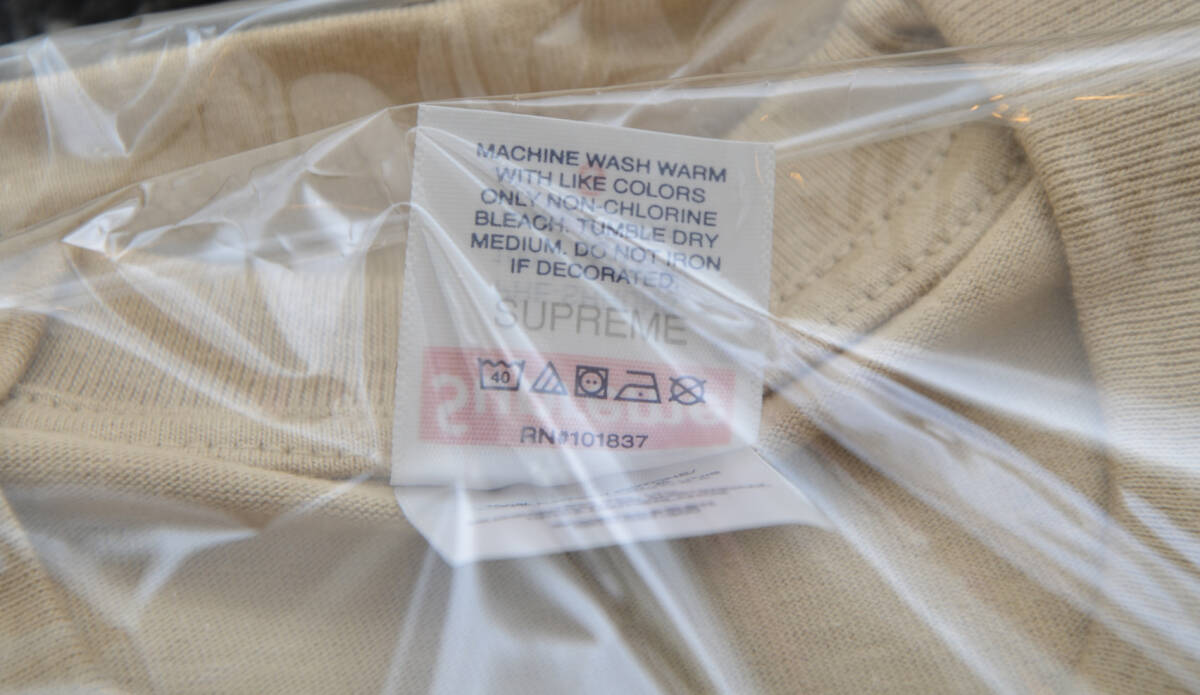 MACHINE WASH WARM
WITH LIKE COLORS
ONLY NON-CHLORINE
BLEACH. TUMBLE DRY
MEDIUM. DO NOT IRON
IF DECORATED.
SUPREME
40
RN#101837